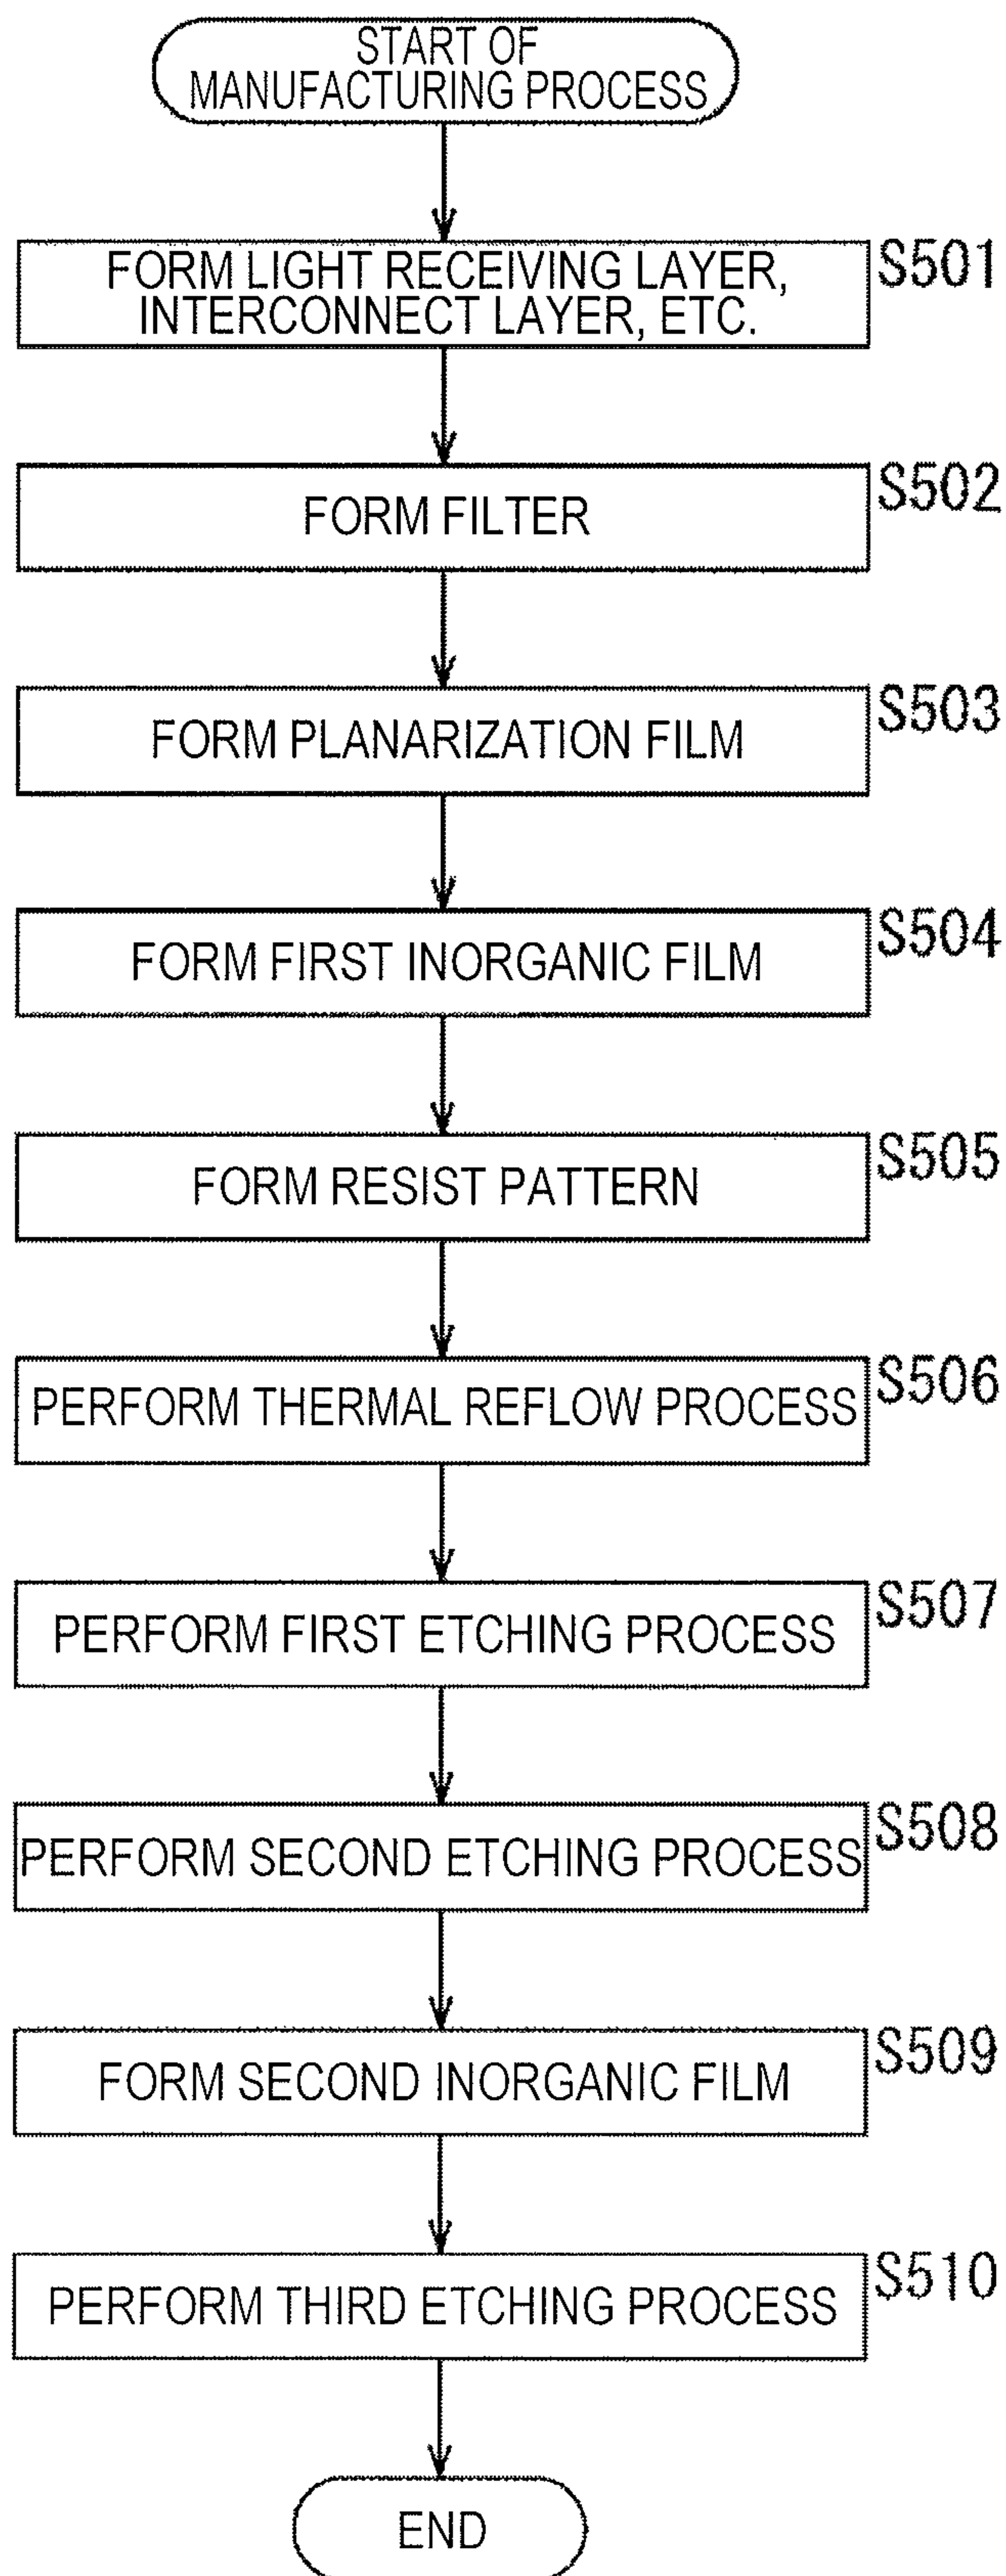 START OF
MANUFACTURING PROCESS
FORM LIGHT RECEIVING LAYER,
INTERCONNECT LAYER, ETC.
S501
FORM FILTER
S502
FORM PLANARIZATION FILM
S503
FORM FIRST INORGANIC FILM
S504
FORM RESIST PATTERN
S505
PERFORM THERMAL REFLOW PROCESS
S506
PERFORM FIRST ETCHING PROCESS
S507
PERFORM SECOND ETCHING PROCESS
S508
FORM SECOND INORGANIC FILM
S509
PERFORM THIRD ETCHING PROCESS
S510
END